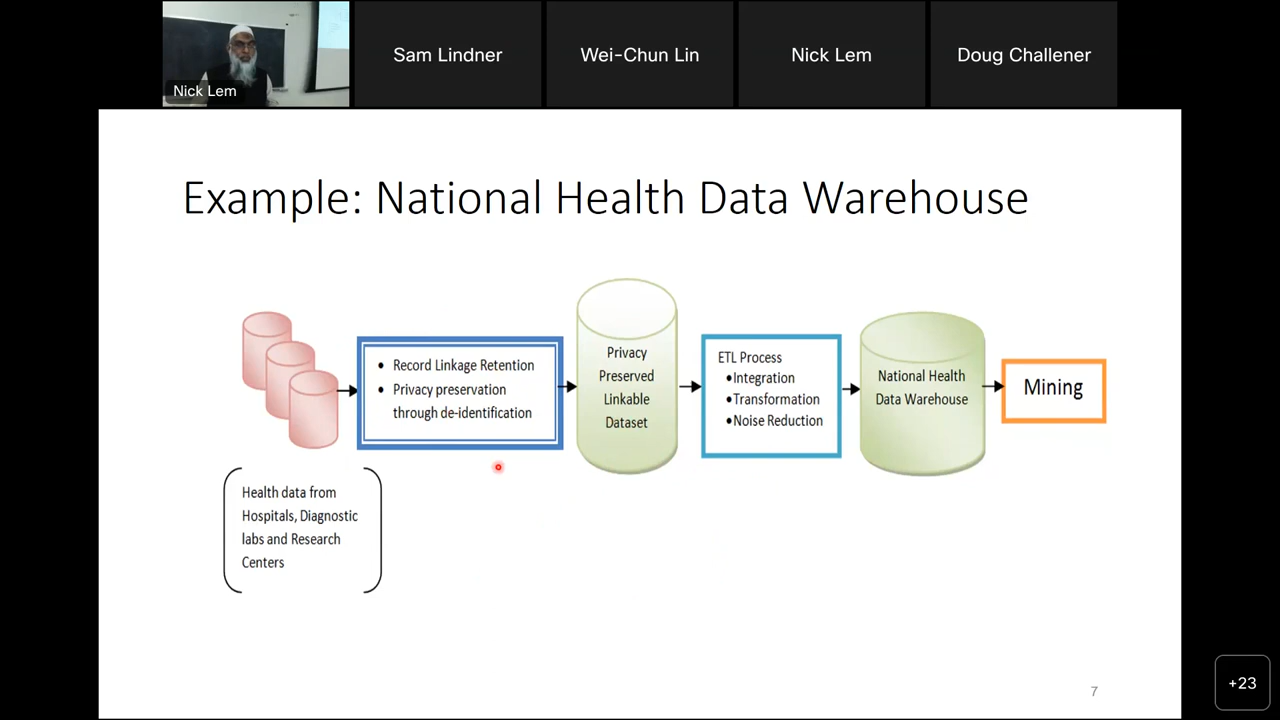 Nick Lem
Sam Lindner
Wei-Chun Lin
Nick Lem
Doug Challener
Example: National Health Data Warehouse
Health data from
Hospitals, Diagnostic
labs and Research
Centers
• Record Linkage Retention
• Privacy preservation
through de-identification
Privacy
Preserved
Linkable
Dataset
ETL Process
•Integration
•Transformation
•Noise Reduction
National Health
Data Warehouse
Mining
7
+23